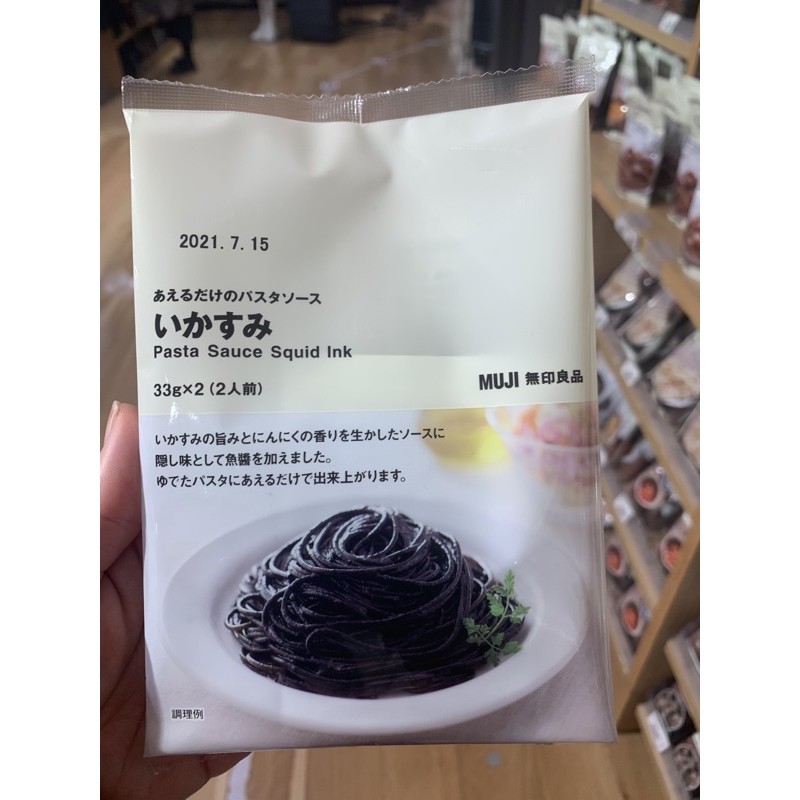 2021.7.15
あえるだけのパスタソース
いかすみ
Pasta Sauce Squid Ink
33g×2（2人前）
MUJI 無印良品
いかすみの旨みとにんにくの香りを生かしたソースに
隠し味として魚醬を加えました。
ゆでたパスタにあえるだけで出来上がります。
調理例